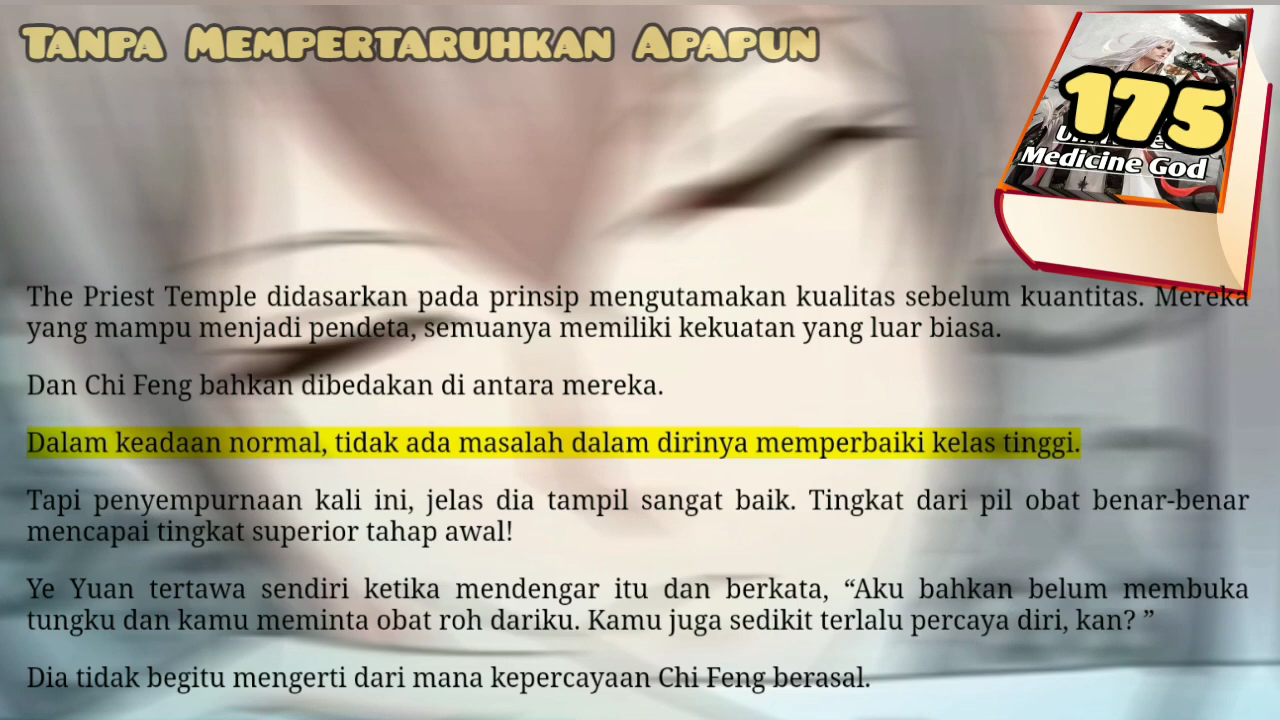 Tanpa Mempertaruhkan Apapun
175
Medicine God
The Priest Temple didasarkan pada prinsip mengutamakan kualitas sebelum kuantitas. Mereka
yang mampu menjadi pendeta, semuanya memiliki kekuatan yang luar biasa.
Dan Chi Feng bahkan dibedakan di antara mereka.
Dalam keadaan normal, tidak ada masalah dalam dirinya memperbaiki kelas tinggi.
Tapi penyempurnaan kali ini, jelas dia tampil sangat baik. Tingkat dari pil obat benar-benar
mencapai tingkat superior tahap awal!
Ye Yuan tertawa sendiri ketika mendengar itu dan berkata, “Aku bahkan belum membuka
tungku dan kamu meminta obat roh dariku. Kamu juga sedikit terlalu percaya diri, kan? ”
Dia tidak begitu mengerti dari mana kepercayaan Chi Feng berasal.